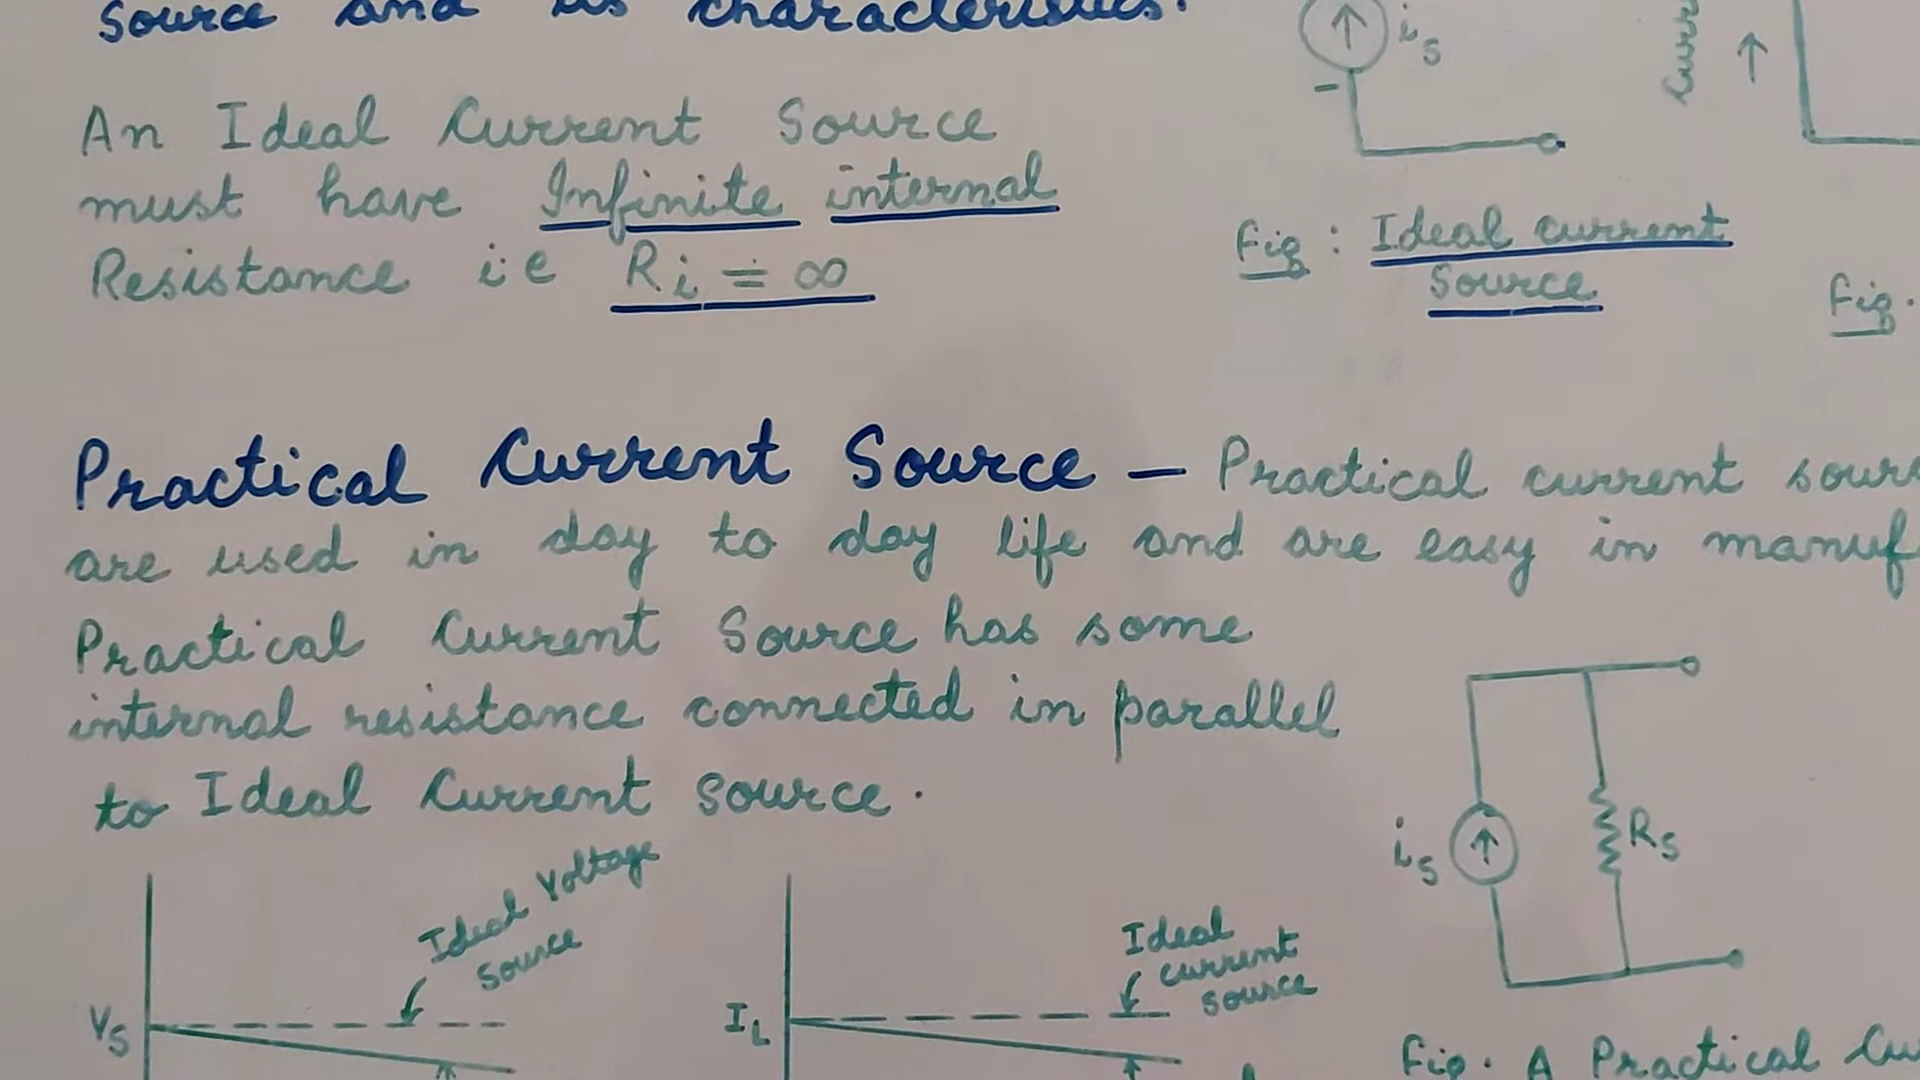 Source and its characteristics.
An Ideal Current Source
must have Infinite internal
Resistance ie Ri = ∞
is
-
Fig : Ideal current
Source
Fig.
Practical Current Source – Practical current
are used in day to day life and are easy in
Practical Current Source has some
internal resistance connected in parallel
to Ideal Current source.
is
Rs
Ideal Voltage
Source
Vs
Ideal
current
source
IL
Fig. A Practical